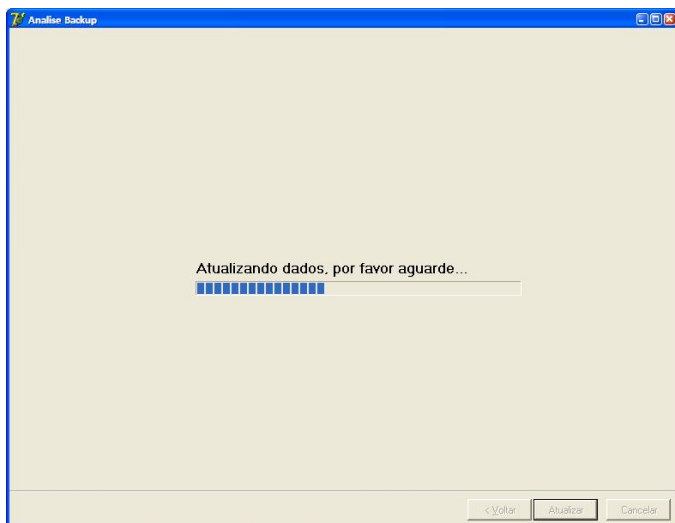 Analise Backup
Atualizando dados, por favor aguarde...
< Voltar Atualizar Cancelar